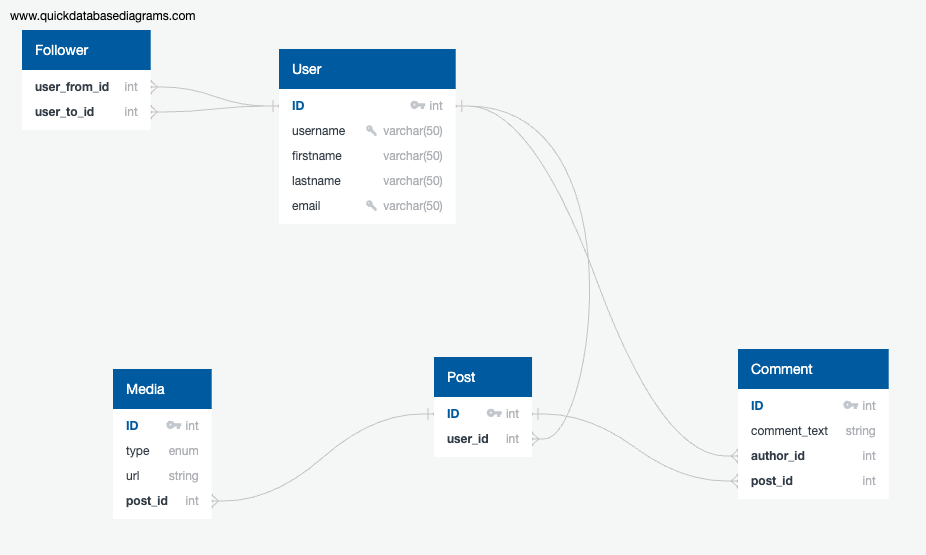 www.quickdatabasediagrams.com
Follower
user_from_id int
user_to_id int
User
ID int
username varchar(50)
firstname varchar(50)
lastname varchar(50)
email varchar(50)
Media
ID int
type enum
url string
post_id int
Post
ID int
user_id int
Comment
ID int
comment_text string
author_id int
post_id int